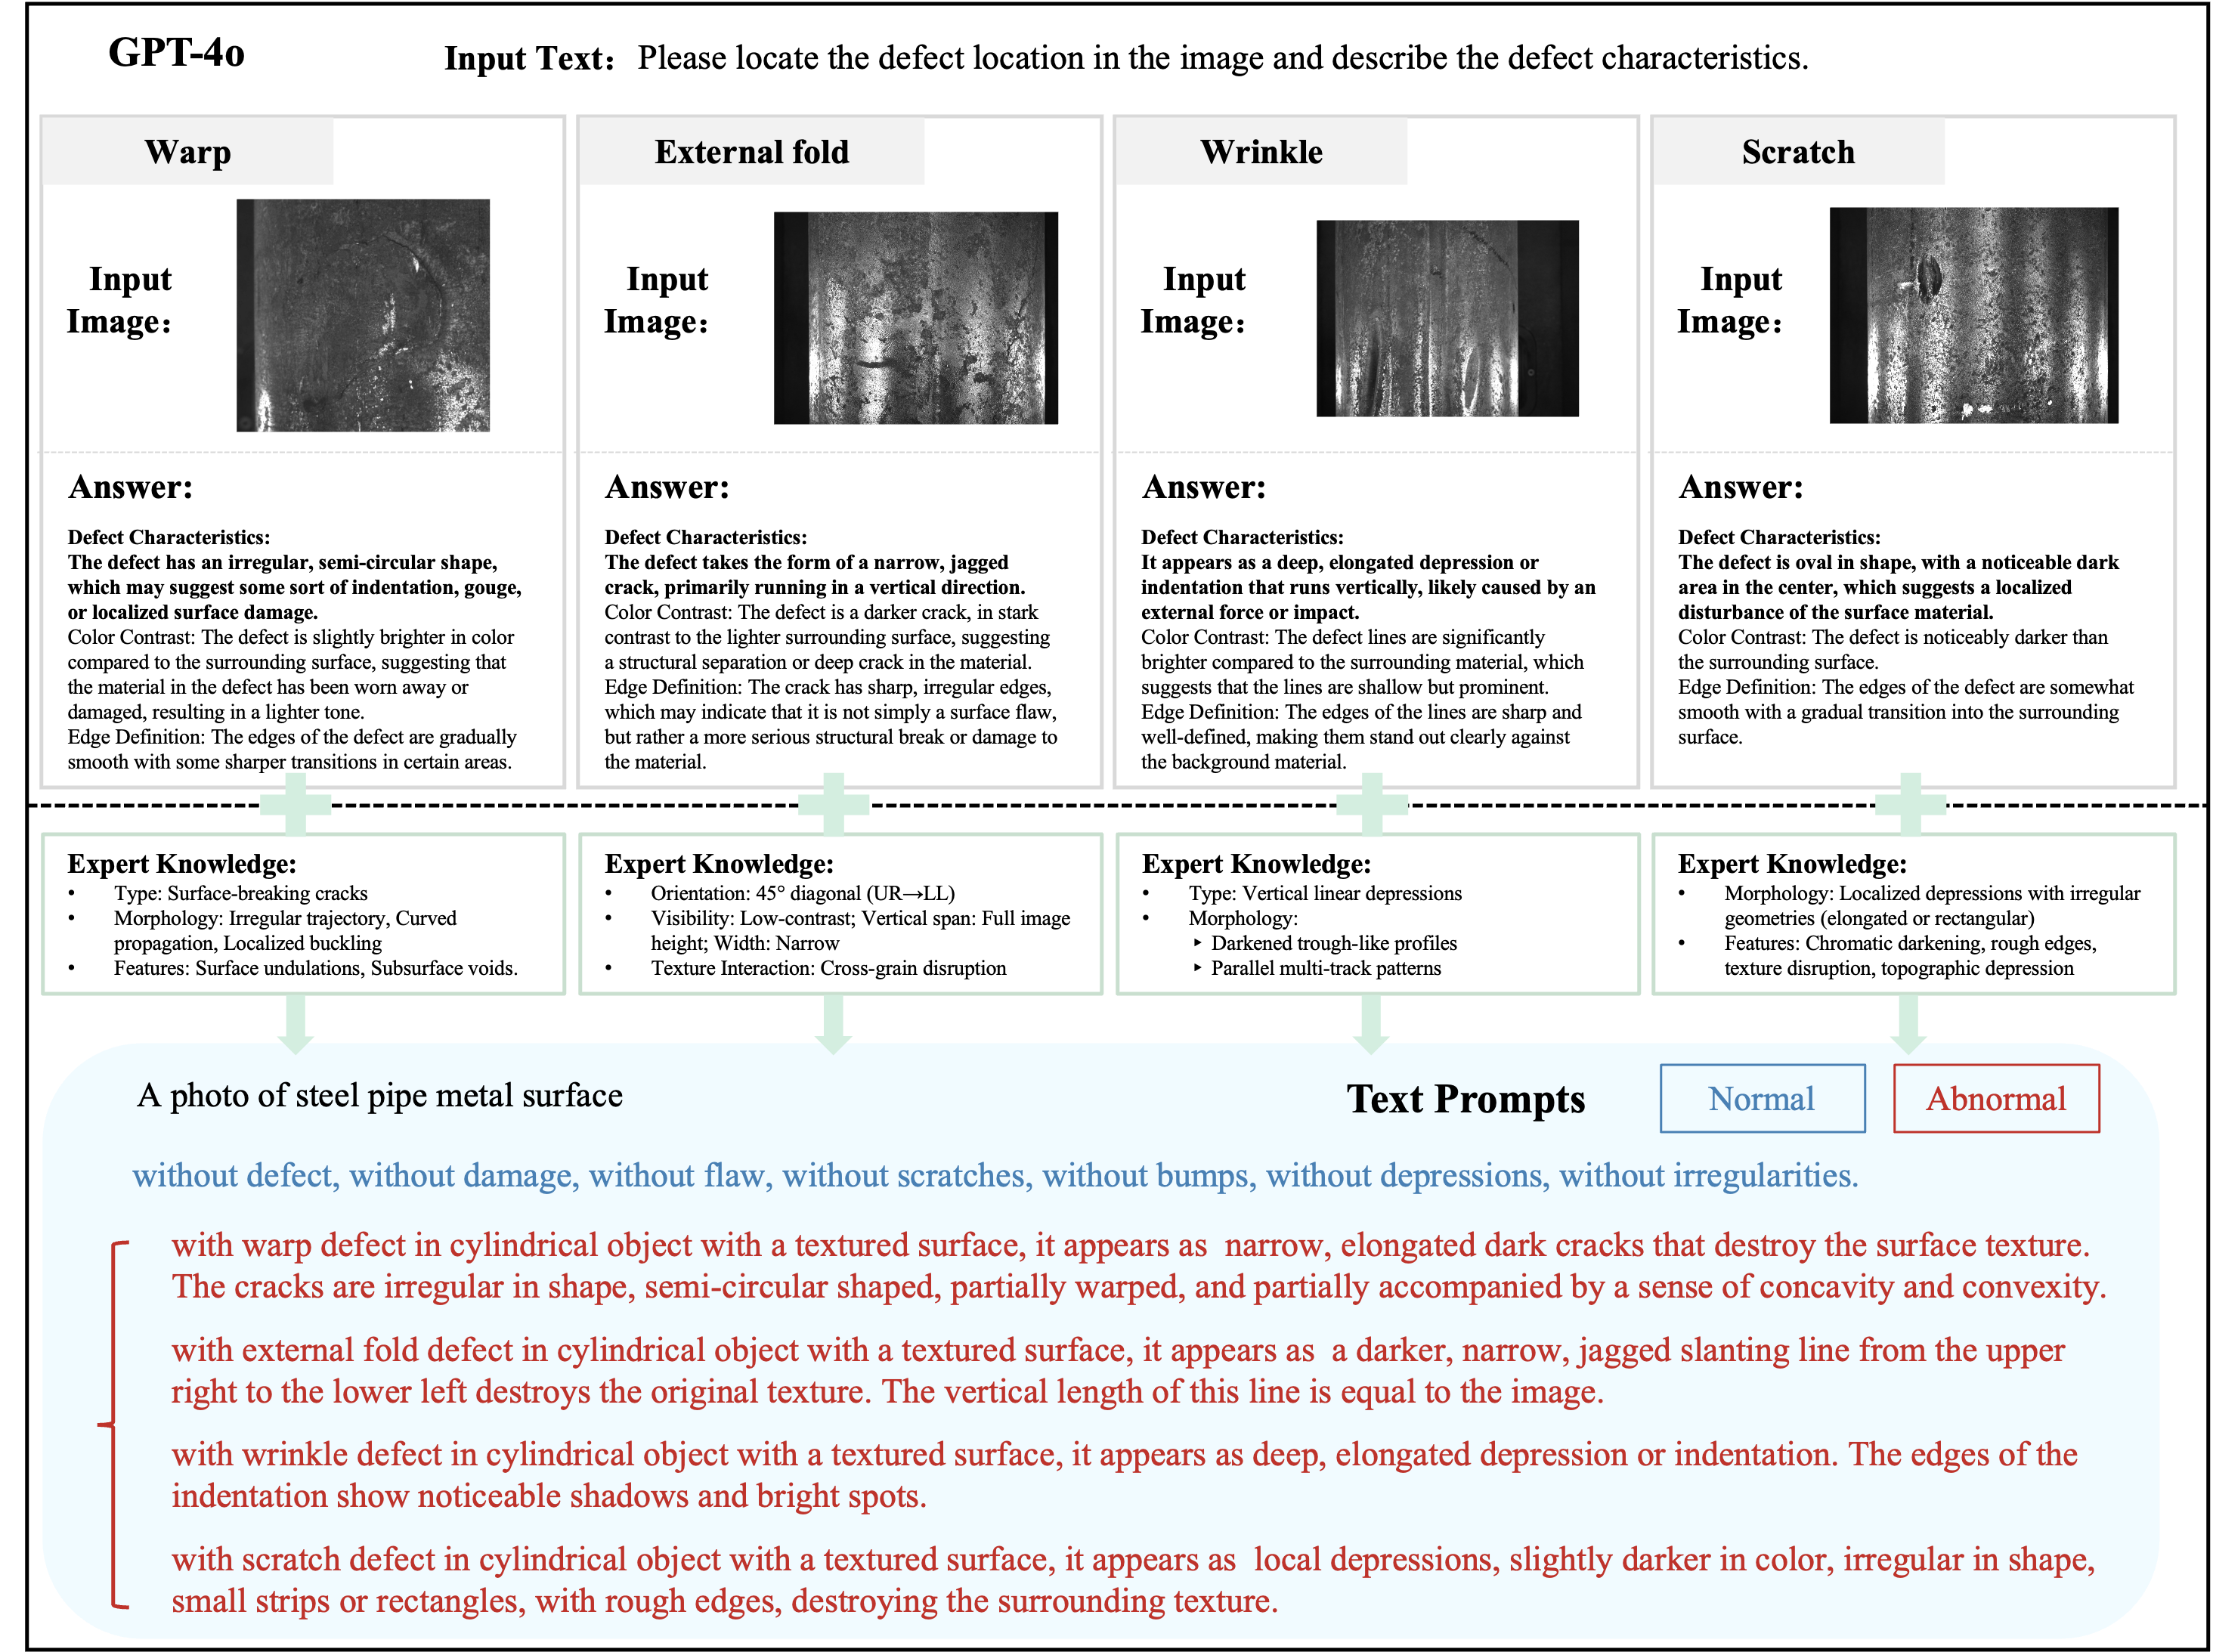 GPT-4o
Input Text： Please locate the defect location in the image and describe the defect characteristics.
Warp
Input
Image：
Answer:
Defect Characteristics:
The defect has an irregular, semi-circular shape,
which may suggest some sort of indentation, gouge,
or localized surface damage.
Color Contrast: The defect is slightly brighter in color
compared to the surrounding surface, suggesting that
the material in the defect has been worn away or
damaged, resulting in a lighter tone.
Edge Definition: The edges of the defect are gradually
smooth with some sharper transitions in certain areas.
Expert Knowledge:
• Type: Surface-breaking cracks
• Morphology: Irregular trajectory, Curved
propagation, Localized buckling
• Features: Surface undulations, Subsurface voids.
External fold
Input
Image：
Answer:
Defect Characteristics:
The defect takes the form of a narrow, jagged
crack, primarily running in a vertical direction.
Color Contrast: The defect is a darker crack, in stark
contrast to the lighter surrounding surface, suggesting
a structural separation or deep crack in the material.
Edge Definition: The crack has sharp, irregular edges,
which may indicate that it is not simply a surface flaw,
but rather a more serious structural break or damage to
the material.
Expert Knowledge:
• Orientation: 45° diagonal (UR→LL)
• Visibility: Low-contrast; Vertical span: Full image
height; Width: Narrow
• Texture Interaction: Cross-grain disruption
Wrinkle
Input
Image：
Answer:
Defect Characteristics:
It appears as a deep, elongated depression or
indentation that runs vertically, likely caused by an
external force or impact.
Color Contrast: The defect lines are significantly
brighter compared to the surrounding material, which
suggests that the lines are shallow but prominent.
Edge Definition: The edges of the lines are sharp and
well-defined, making them stand out clearly against
the background material.
Expert Knowledge:
• Type: Vertical linear depressions
• Morphology:
‣ Darkened trough-like profiles
‣ Parallel multi-track patterns
Scratch
Input
Image：
Answer:
Defect Characteristics:
The defect is oval in shape, with a noticeable dark
area in the center, which suggests a localized
disturbance of the surface material.
Color Contrast: The defect is noticeably darker than
the surrounding surface.
Edge Definition: The edges of the defect are somewhat
smooth with a gradual transition into the surrounding
surface.
Expert Knowledge:
• Morphology: Localized depressions with irregular
geometries (elongated or rectangular)
• Features: Chromatic darkening, rough edges,
texture disruption, topographic depression
A photo of steel pipe metal surface
Text Prompts
Normal
Abnormal
without defect, without damage, without flaw, without scratches, without bumps, without depressions, without irregularities.
with warp defect in cylindrical object with a textured surface, it appears as narrow, elongated dark cracks that destroy the surface texture.
The cracks are irregular in shape, semi-circular shaped, partially warped, and partially accompanied by a sense of concavity and convexity.
with external fold defect in cylindrical object with a textured surface, it appears as a darker, narrow, jagged slanting line from the upper
right to the lower left destroys the original texture. The vertical length of this line is equal to the image.
with wrinkle defect in cylindrical object with a textured surface, it appears as deep, elongated depression or indentation. The edges of the
indentation show noticeable shadows and bright spots.
with scratch defect in cylindrical object with a textured surface, it appears as local depressions, slightly darker in color, irregular in shape,
small strips or rectangles, with rough edges, destroying the surrounding texture.